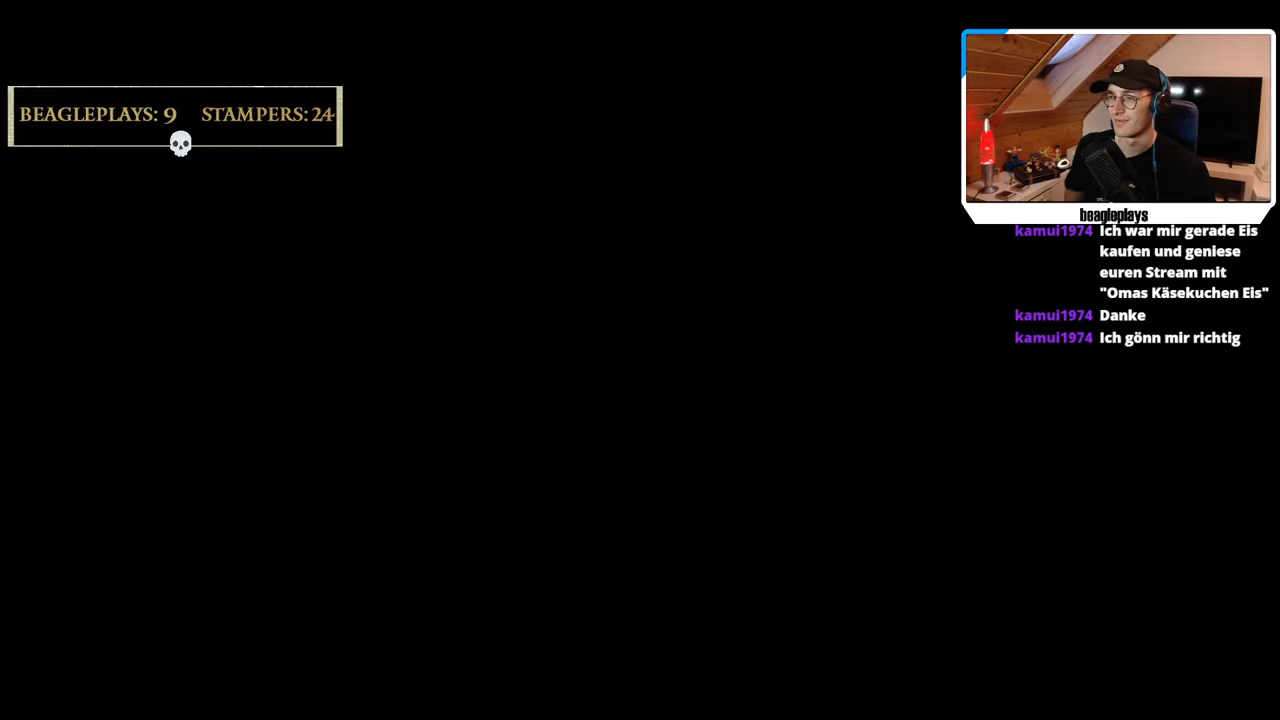 BEAGLEPLAYS: 9 STAMPERS: 24
beagleplays
kamui1974 Ich war mir gerade Eis
kaufen und geniese
euren Stream mit
"Omas Käsekuchen Eis"
kamui1974 Danke
kamui1974 Ich gönn mir richtig